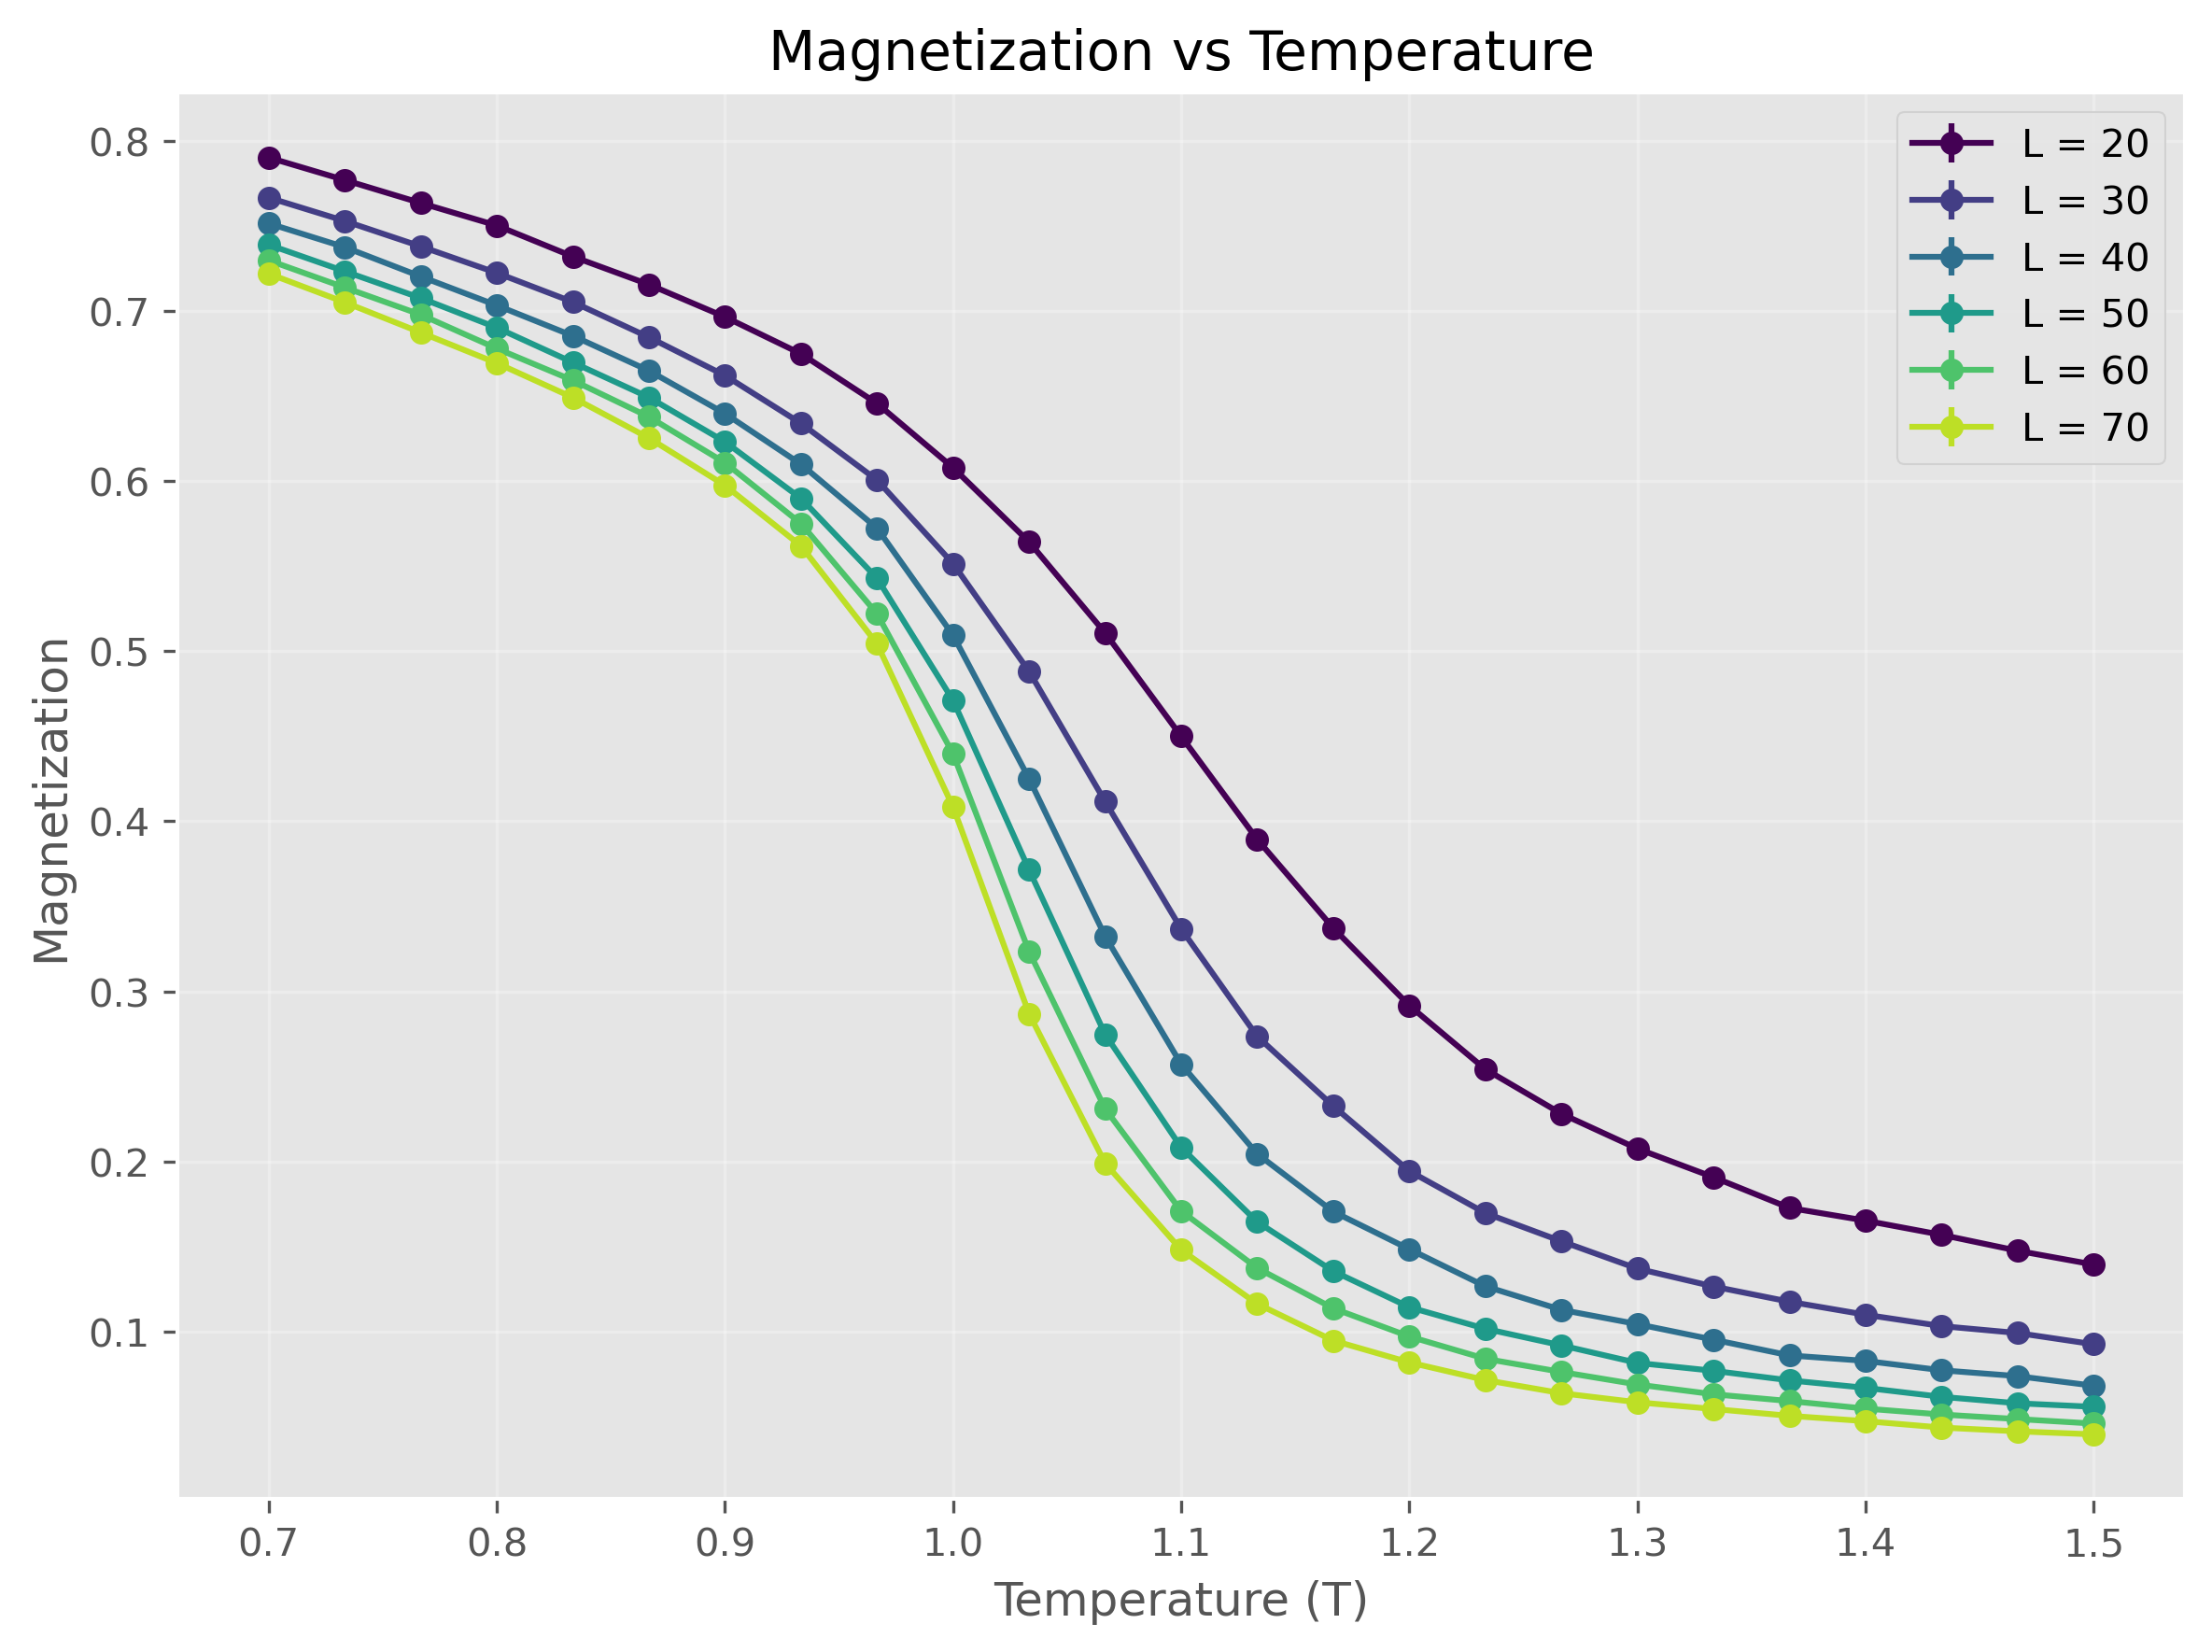 Magnetization vs Temperature
L = 20
L = 30
L = 40
L = 50
L = 60
L = 70
0.8
0.7
0.6
0.5
0.4
0.3
0.2
0.1
Magnetization
0.7 0.8 0.9 1.0 1.1 1.2 1.3 1.4 1.5
Temperature (T)